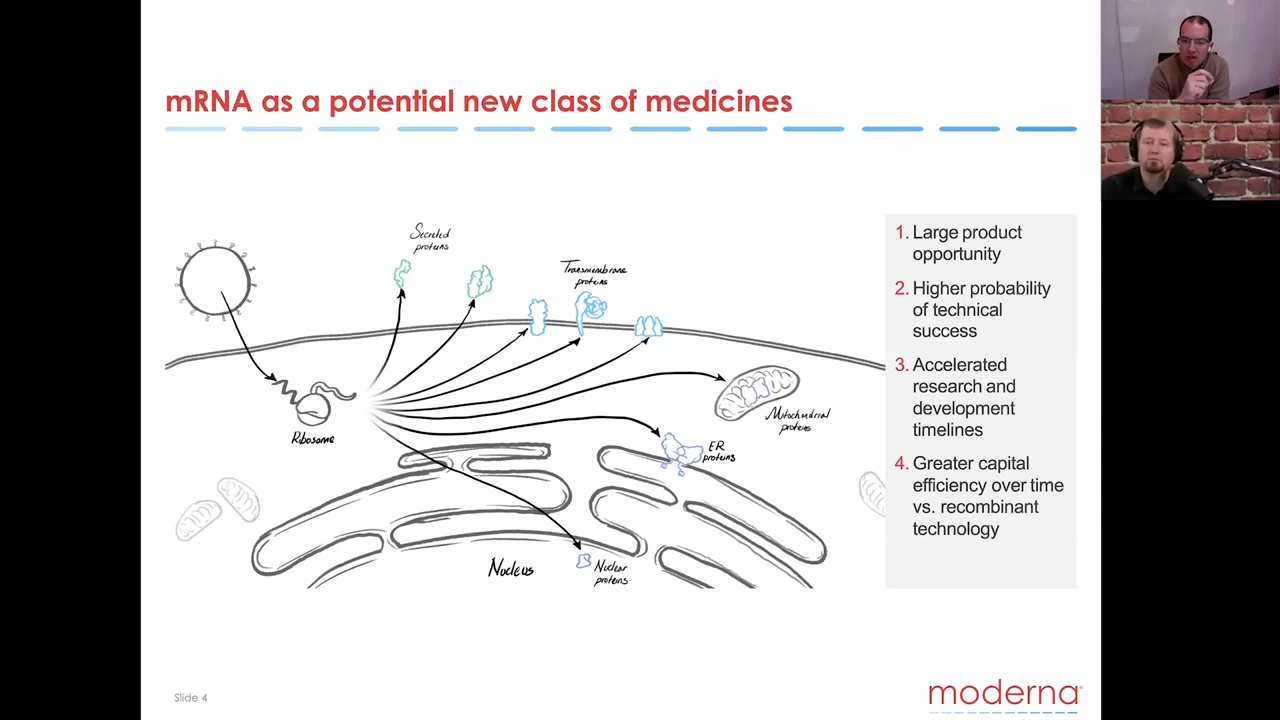 mRNA as a potential new class of medicines
Secreted
proteins
Transmembrane
proteins
Ribosome
Mitochondrial
proteins
ER
proteins
Nucleus
Nuclear
proteins
1. Large product
opportunity
2. Higher probability
of technical
success
3. Accelerated
research and
development
timelines
4. Greater capital
efficiency over time
vs. recombinant
technology
Slide 4
moderna